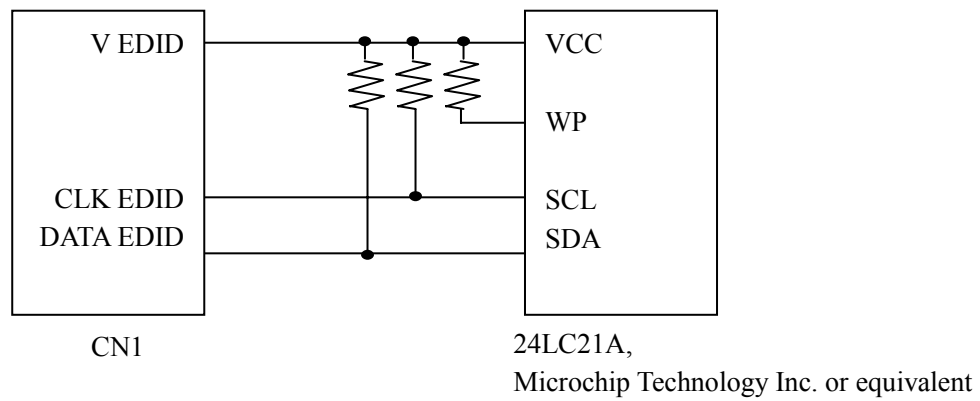 V EDID
VCC
WP
CLK EDID
SCL
DATA EDID
SDA
CN1
24LC21A,
Microchip Technology Inc. or equivalent